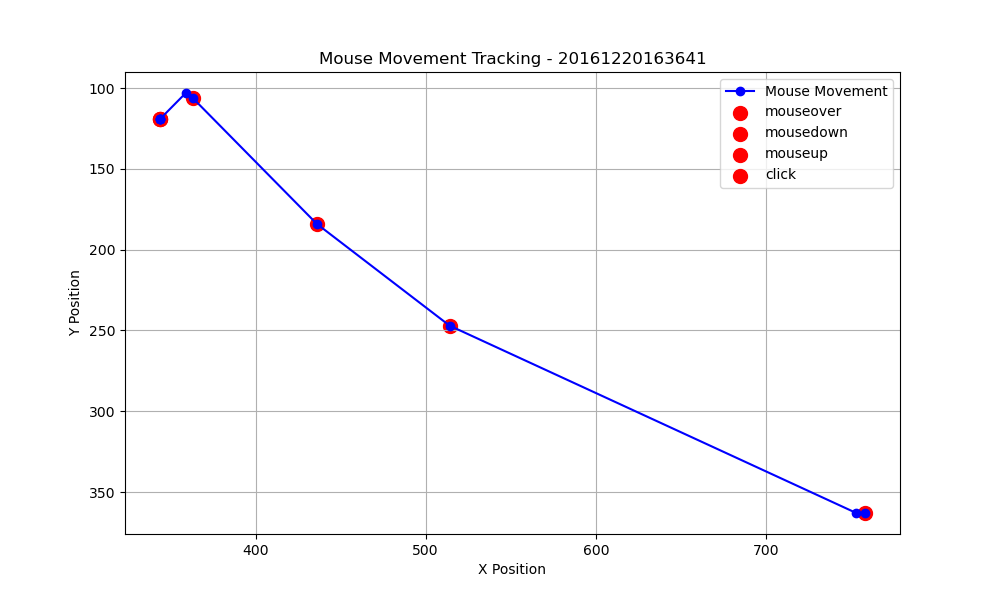 Mouse Movement Tracking - 20161220163641
Mouse Movement
mouseover
mousedown
mouseup
click
Y Position
100
150
200
250
300
350
400
500
600
700
X Position